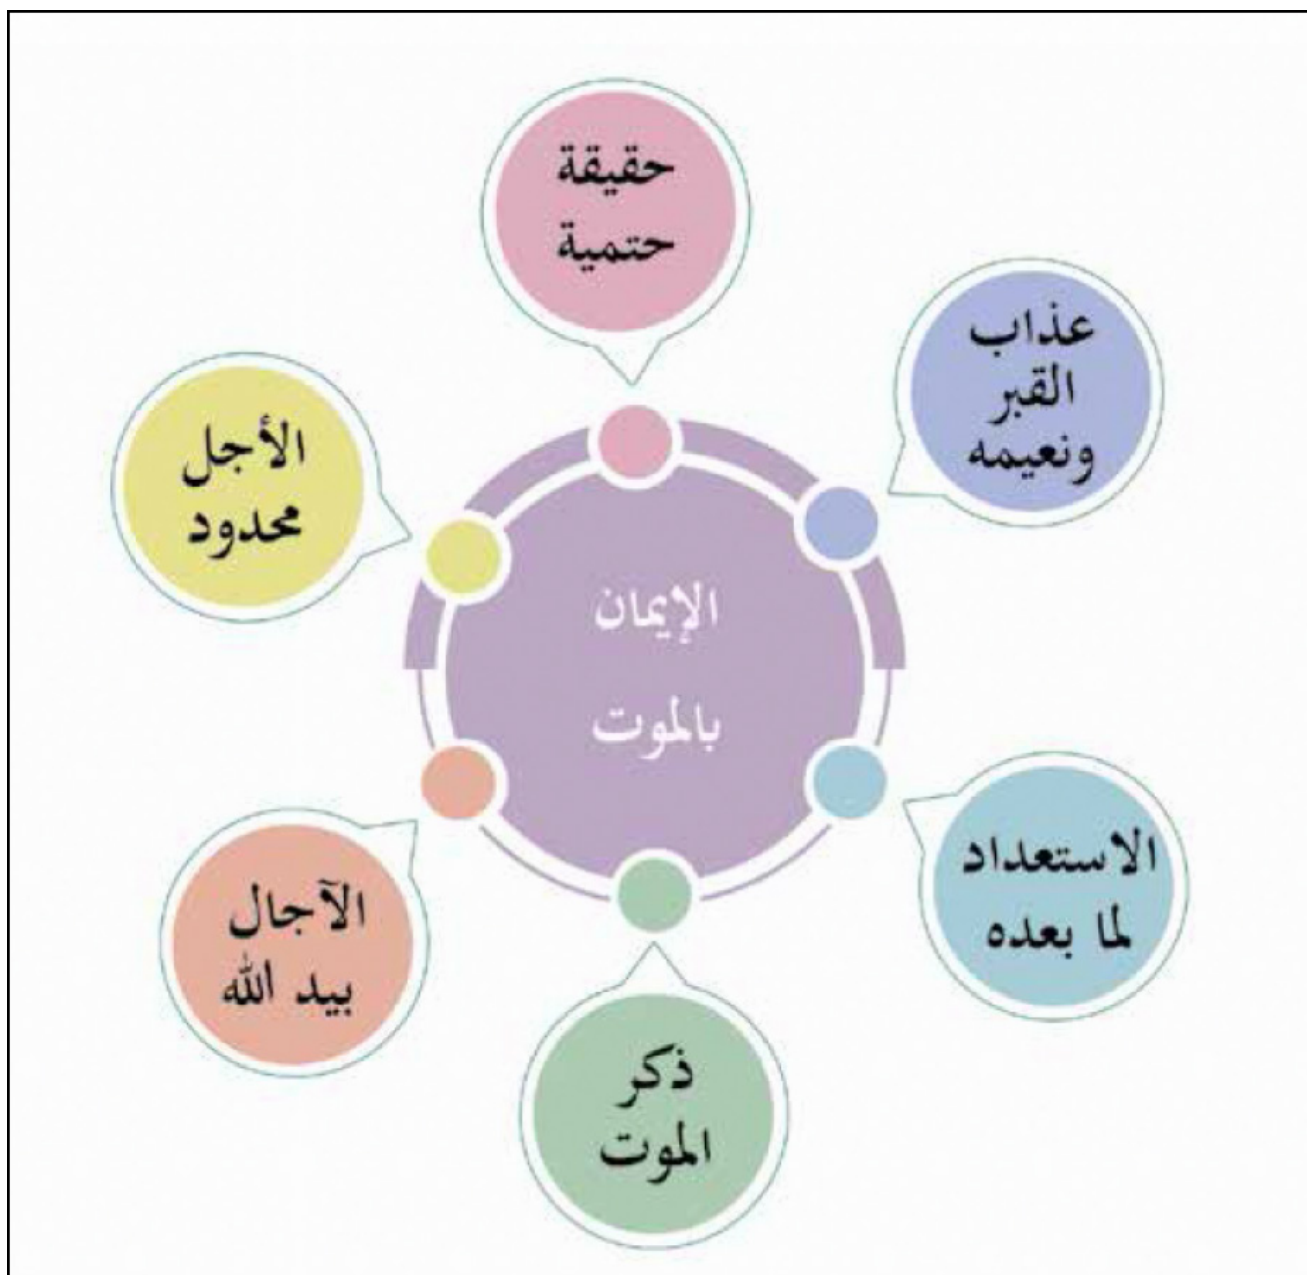 حقيقة
حتمية
عذاب
القبر
ونعيمه
الأجل
محدود
الإيمان
بالموت
الاستعداد
لما بعده
الآجال
بيد الله
ذكر
الموت